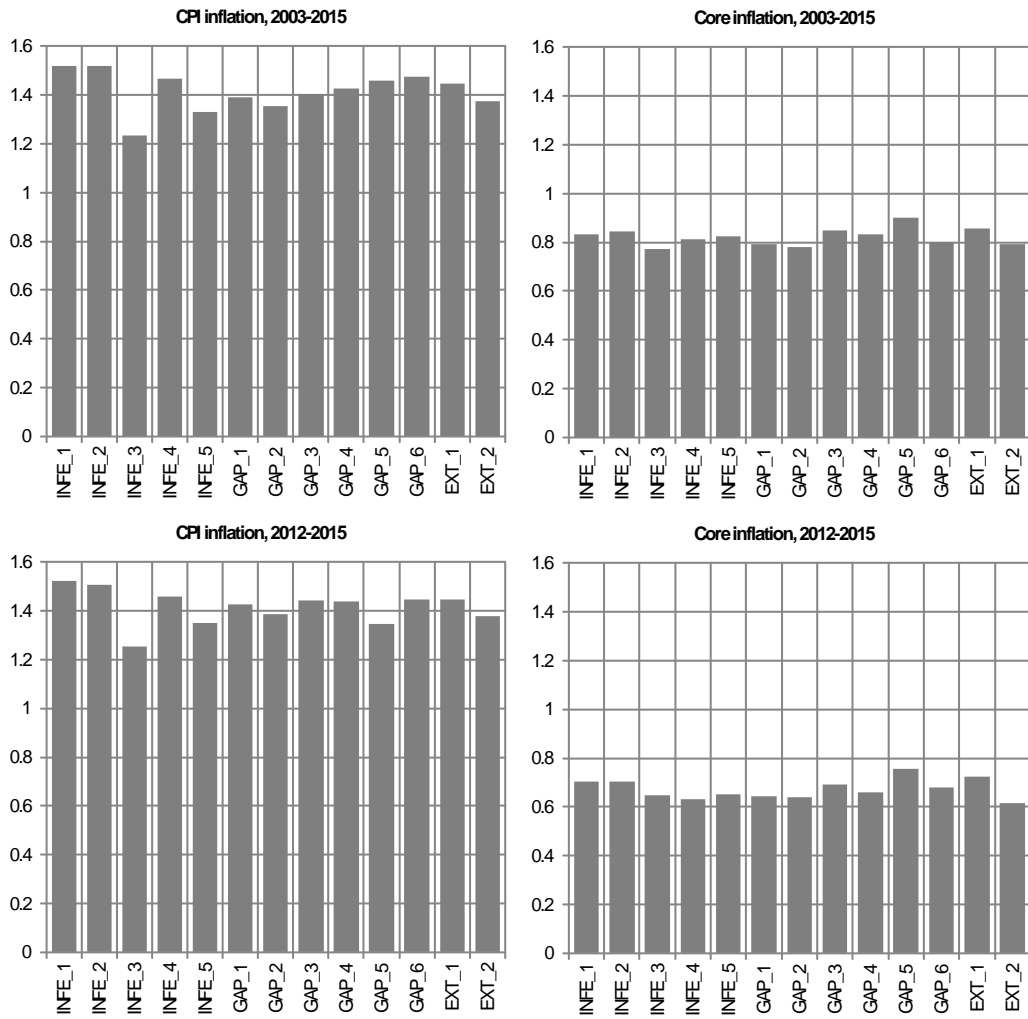 CPI inflation, 2003-2015
1.6
1.4
1.2
1
0.8
0.6
0.4
0.2
0
INFE_1
INFE_2
INFE_3
INFE_4
INFE_5
GAP_1
GAP_2
GAP_3
GAP_4
GAP_5
GAP_6
EXT_1
EXT_2
Core inflation, 2003-2015
1.6
1.4
1.2
1
0.8
0.6
0.4
0.2
0
INFE_1
INFE_2
INFE_3
INFE_4
INFE_5
GAP_1
GAP_2
GAP_3
GAP_4
GAP_5
GAP_6
EXT_1
EXT_2
CPI inflation, 2012-2015
1.6
1.4
1.2
1
0.8
0.6
0.4
0.2
0
INFE_1
INFE_2
INFE_3
INFE_4
INFE_5
GAP_1
GAP_2
GAP_3
GAP_4
GAP_5
GAP_6
EXT_1
EXT_2
Core inflation, 2012-2015
1.6
1.4
1.2
1
0.8
0.6
0.4
0.2
0
INFE_1
INFE_2
INFE_3
INFE_4
INFE_5
GAP_1
GAP_2
GAP_3
GAP_4
GAP_5
GAP_6
EXT_1
EXT_2